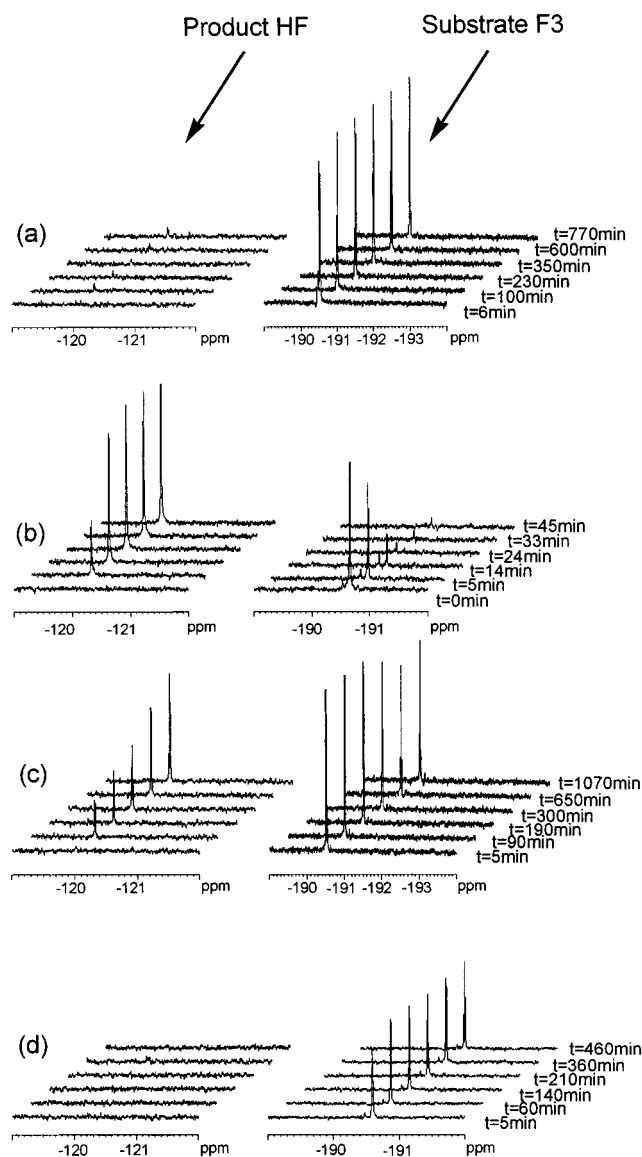 Product HF
Substrate F3
(a)
t=770min
t=600min
t=350min
t=230min
t=100min
t=6min
-120 -121 ppm
-190 -191 -192 -193 ppm
(b)
t=45min
t=33min
t=24min
t=14min
t=5min
t=0min
-120 -121 ppm
-190 -191 ppm
(c)
t=1070min
t=650min
t=300min
t=190min
t=90min
t=5min
-120 -121 ppm
-190 -191 -192 -193 ppm
(d)
t=460min
t=360min
t=210min
t=140min
t=60min
t=5min
-120 -121 ppm
-190 -191 ppm